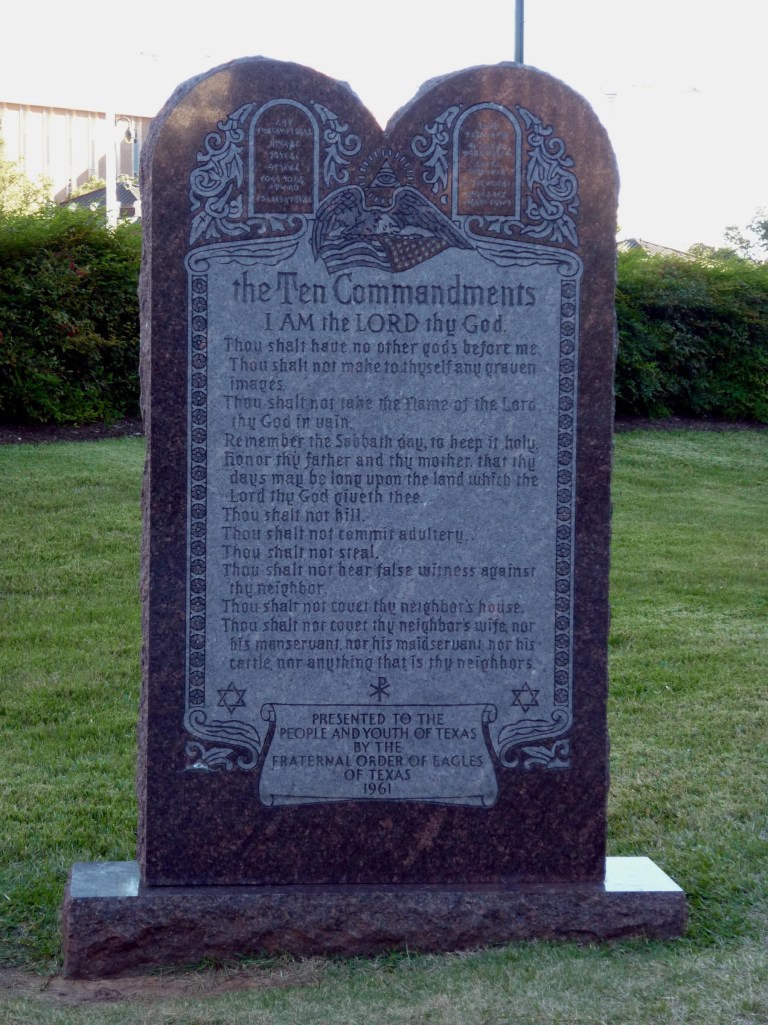 the Ten Commandments
I AM the LORD thy God.
Thou shalt have no other gods before me.
Thou shalt not make to thyself any graven
images.
Thou shalt not take the Name of the Lord
thy God in vain.
Remember the Sabbath day, to keep it holy.
Honor thy father and thy mother, that thy
days may be long upon the land which the
Lord thy God giveth thee.
Thou shalt not kill.
Thou shalt not commit adultery.
Thou shalt not steal.
Thou shalt not bear false witness against
thy neighbor.
Thou shalt not covet thy neighbor's house.
Thou shalt not covet thy neighbor's wife, nor
his manservant, nor his maidservant, nor his
cattle, nor anything that is thy neighbor's.
PRESENTED TO THE
PEOPLE AND YOUTH OF TEXAS
BY THE
FRATERNAL ORDER OF EAGLES
OF TEXAS
1961